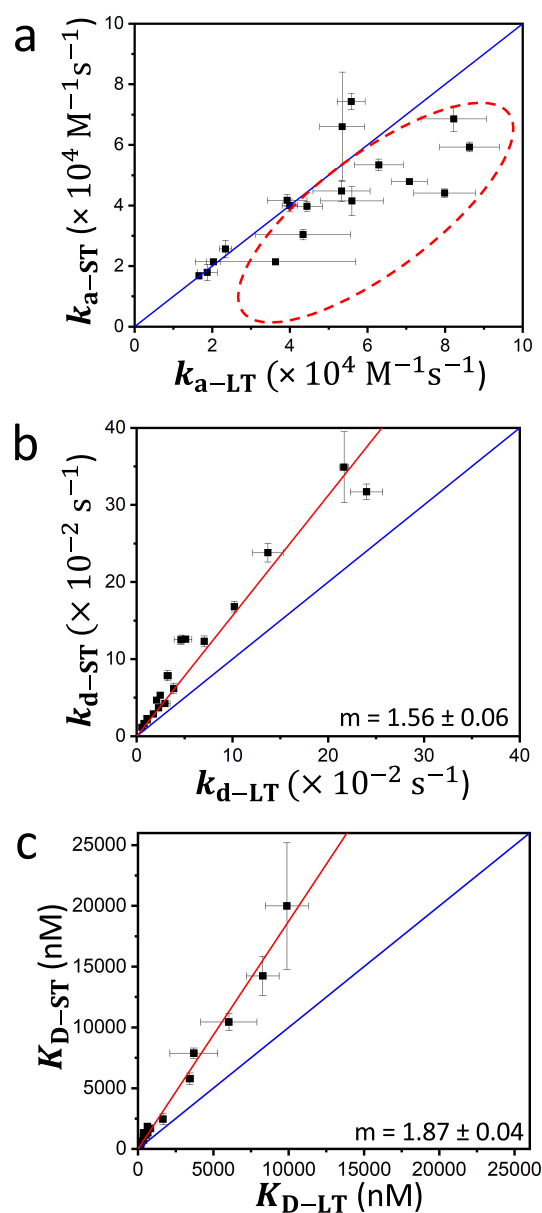 a
10
8
6
4
2
0
0 2 4 6 8 10
k_a−ST (× 10^4 M^−1s^−1)
k_a−LT (× 10^4 M^−1s^−1)
b
40
30
20
10
0
0 10 20 30 40
k_d−ST (× 10^−2 s^−1)
m = 1.56 ± 0.06
k_d−LT (× 10^−2 s^−1)
c
25000
20000
15000
10000
5000
0
0 5000 10000 15000 20000 25000
K_D−ST (nM)
m = 1.87 ± 0.04
K_D−LT (nM)